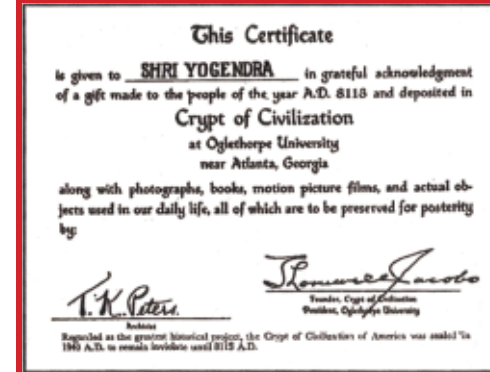 This Certificate
is given to SHRI YOGENDRA in grateful acknowledgment
of a gift made to the people of the year A.D. 8113 and deposited in
Crypt of Civilization
at Oglethorpe University
near Atlanta, Georgia
along with photographs, books, motion picture films, and actual ob-
jects used in our daily life, all of which are to be preserved for posterity
by:
T. K. Peters. Thornwell Jacobs
Archivist
Founder, Crypt of Civilization
President, Oglethorpe University
Regarded as the greatest historical project, the Crypt of Civilization of America was sealed in
1940 A.D. to remain inviolate until 8113 A.D.